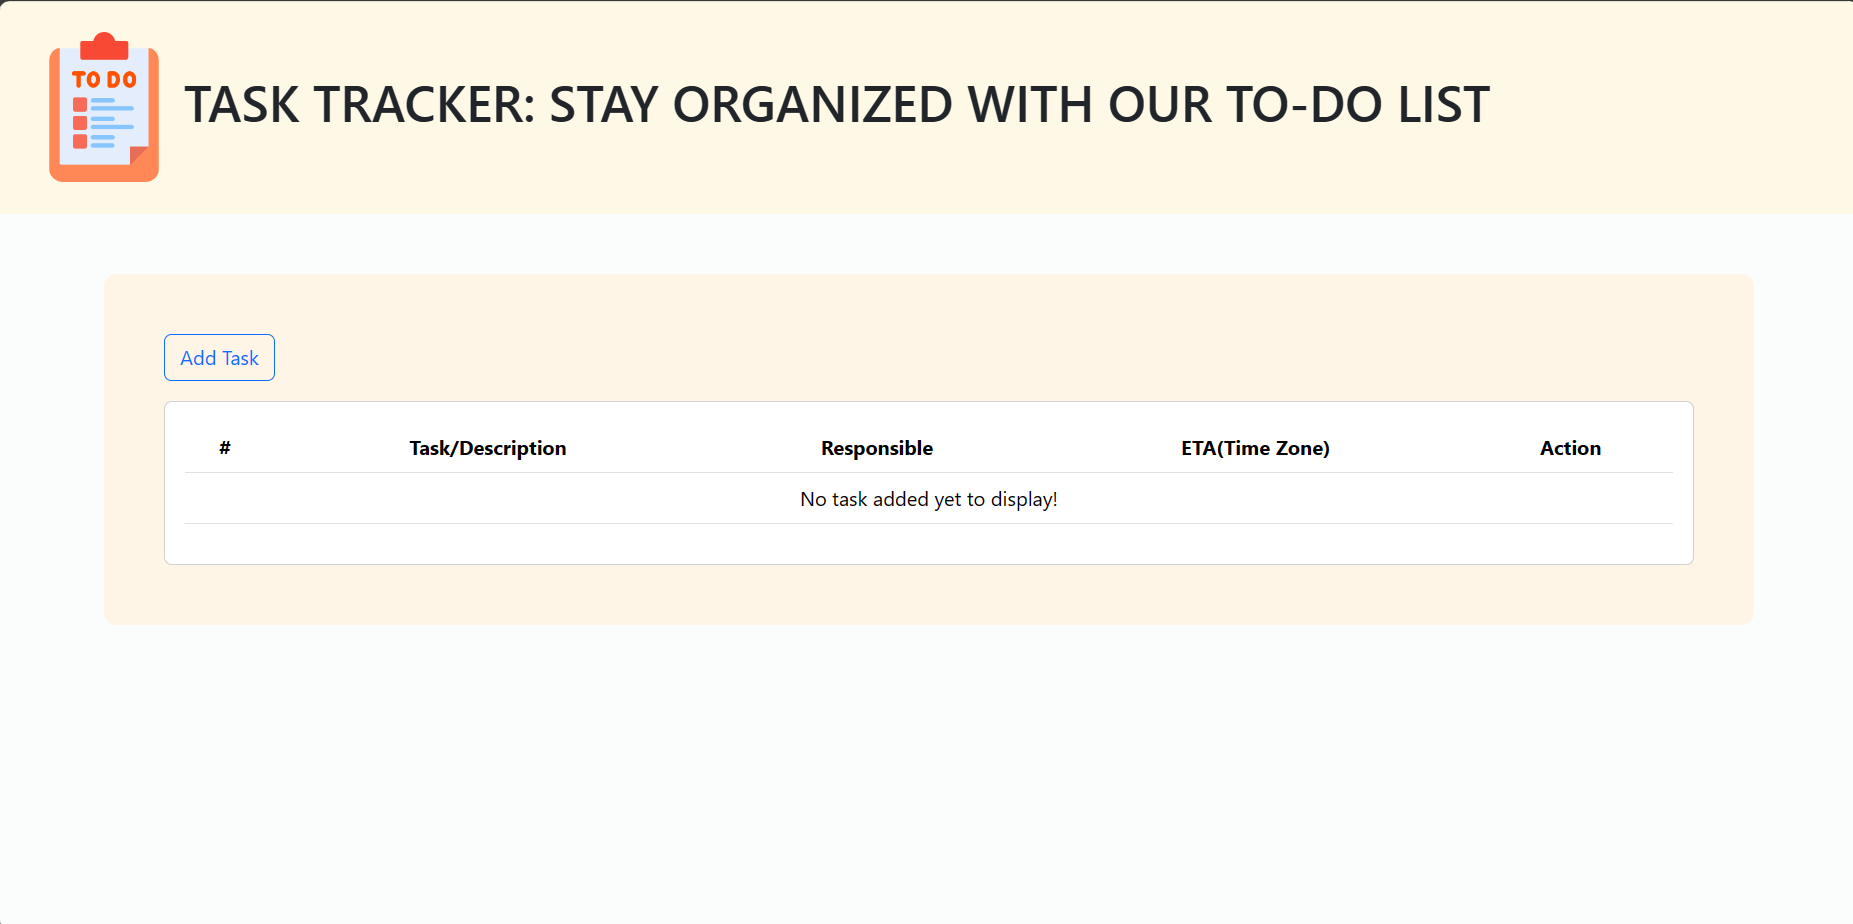 TO DO
TASK TRACKER: STAY ORGANIZED WITH OUR TO-DO LIST
Add Task
# Task/Description Responsible ETA(Time Zone) Action
No task added yet to display!